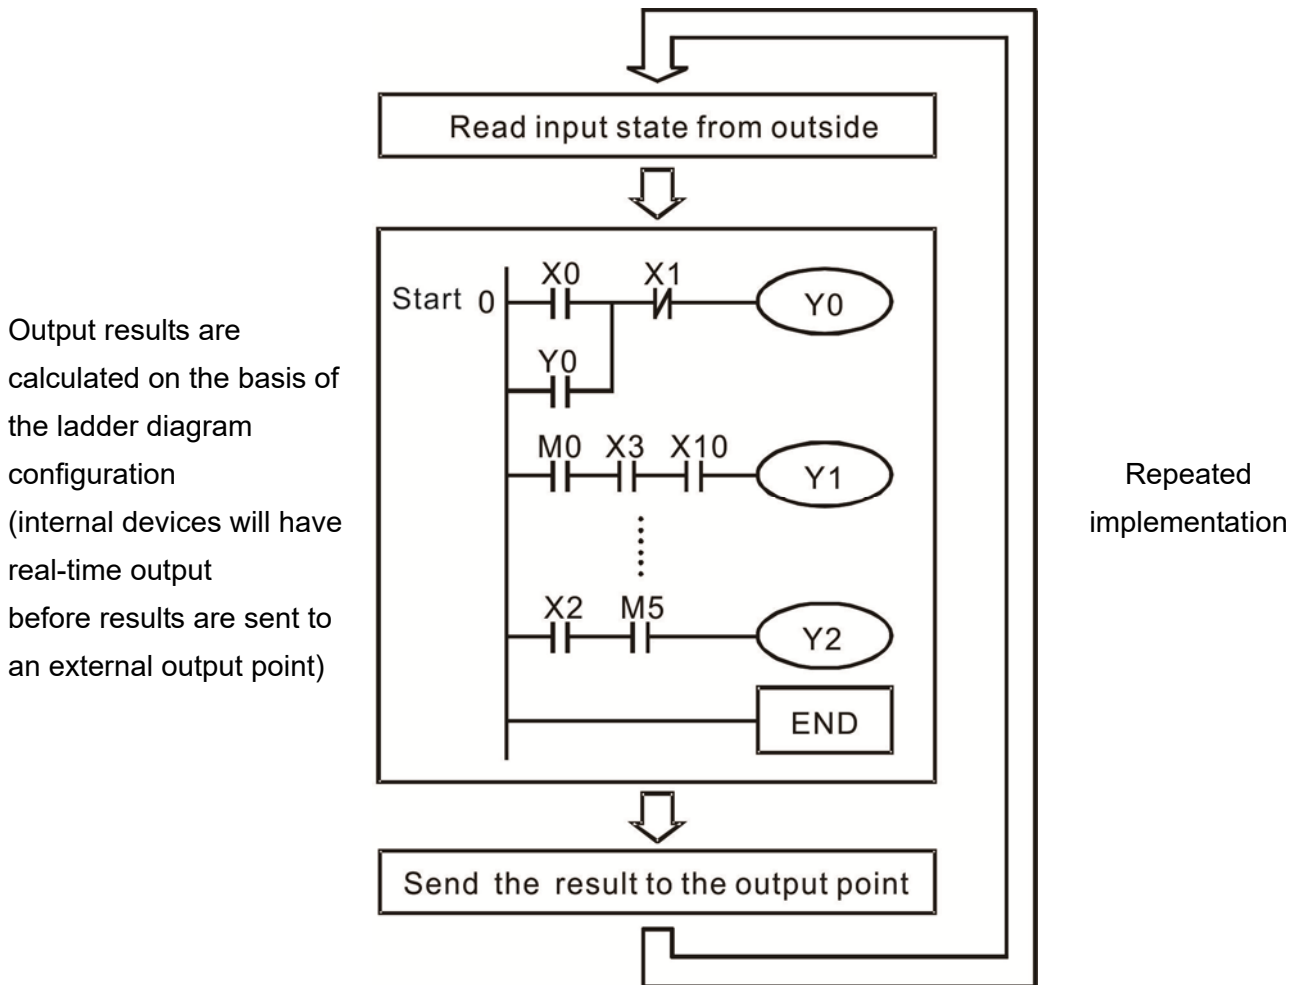 Read input state from outside
Output results are
calculated on the basis of
the ladder diagram
configuration
(internal devices will have
real-time output
before results are sent to
an external output point)
X0 X1
Start 0 Y0
Y0
M0 X3 X10
Y1
X2 M5
Y2
END
Repeated
implementation
Send the result to the output point